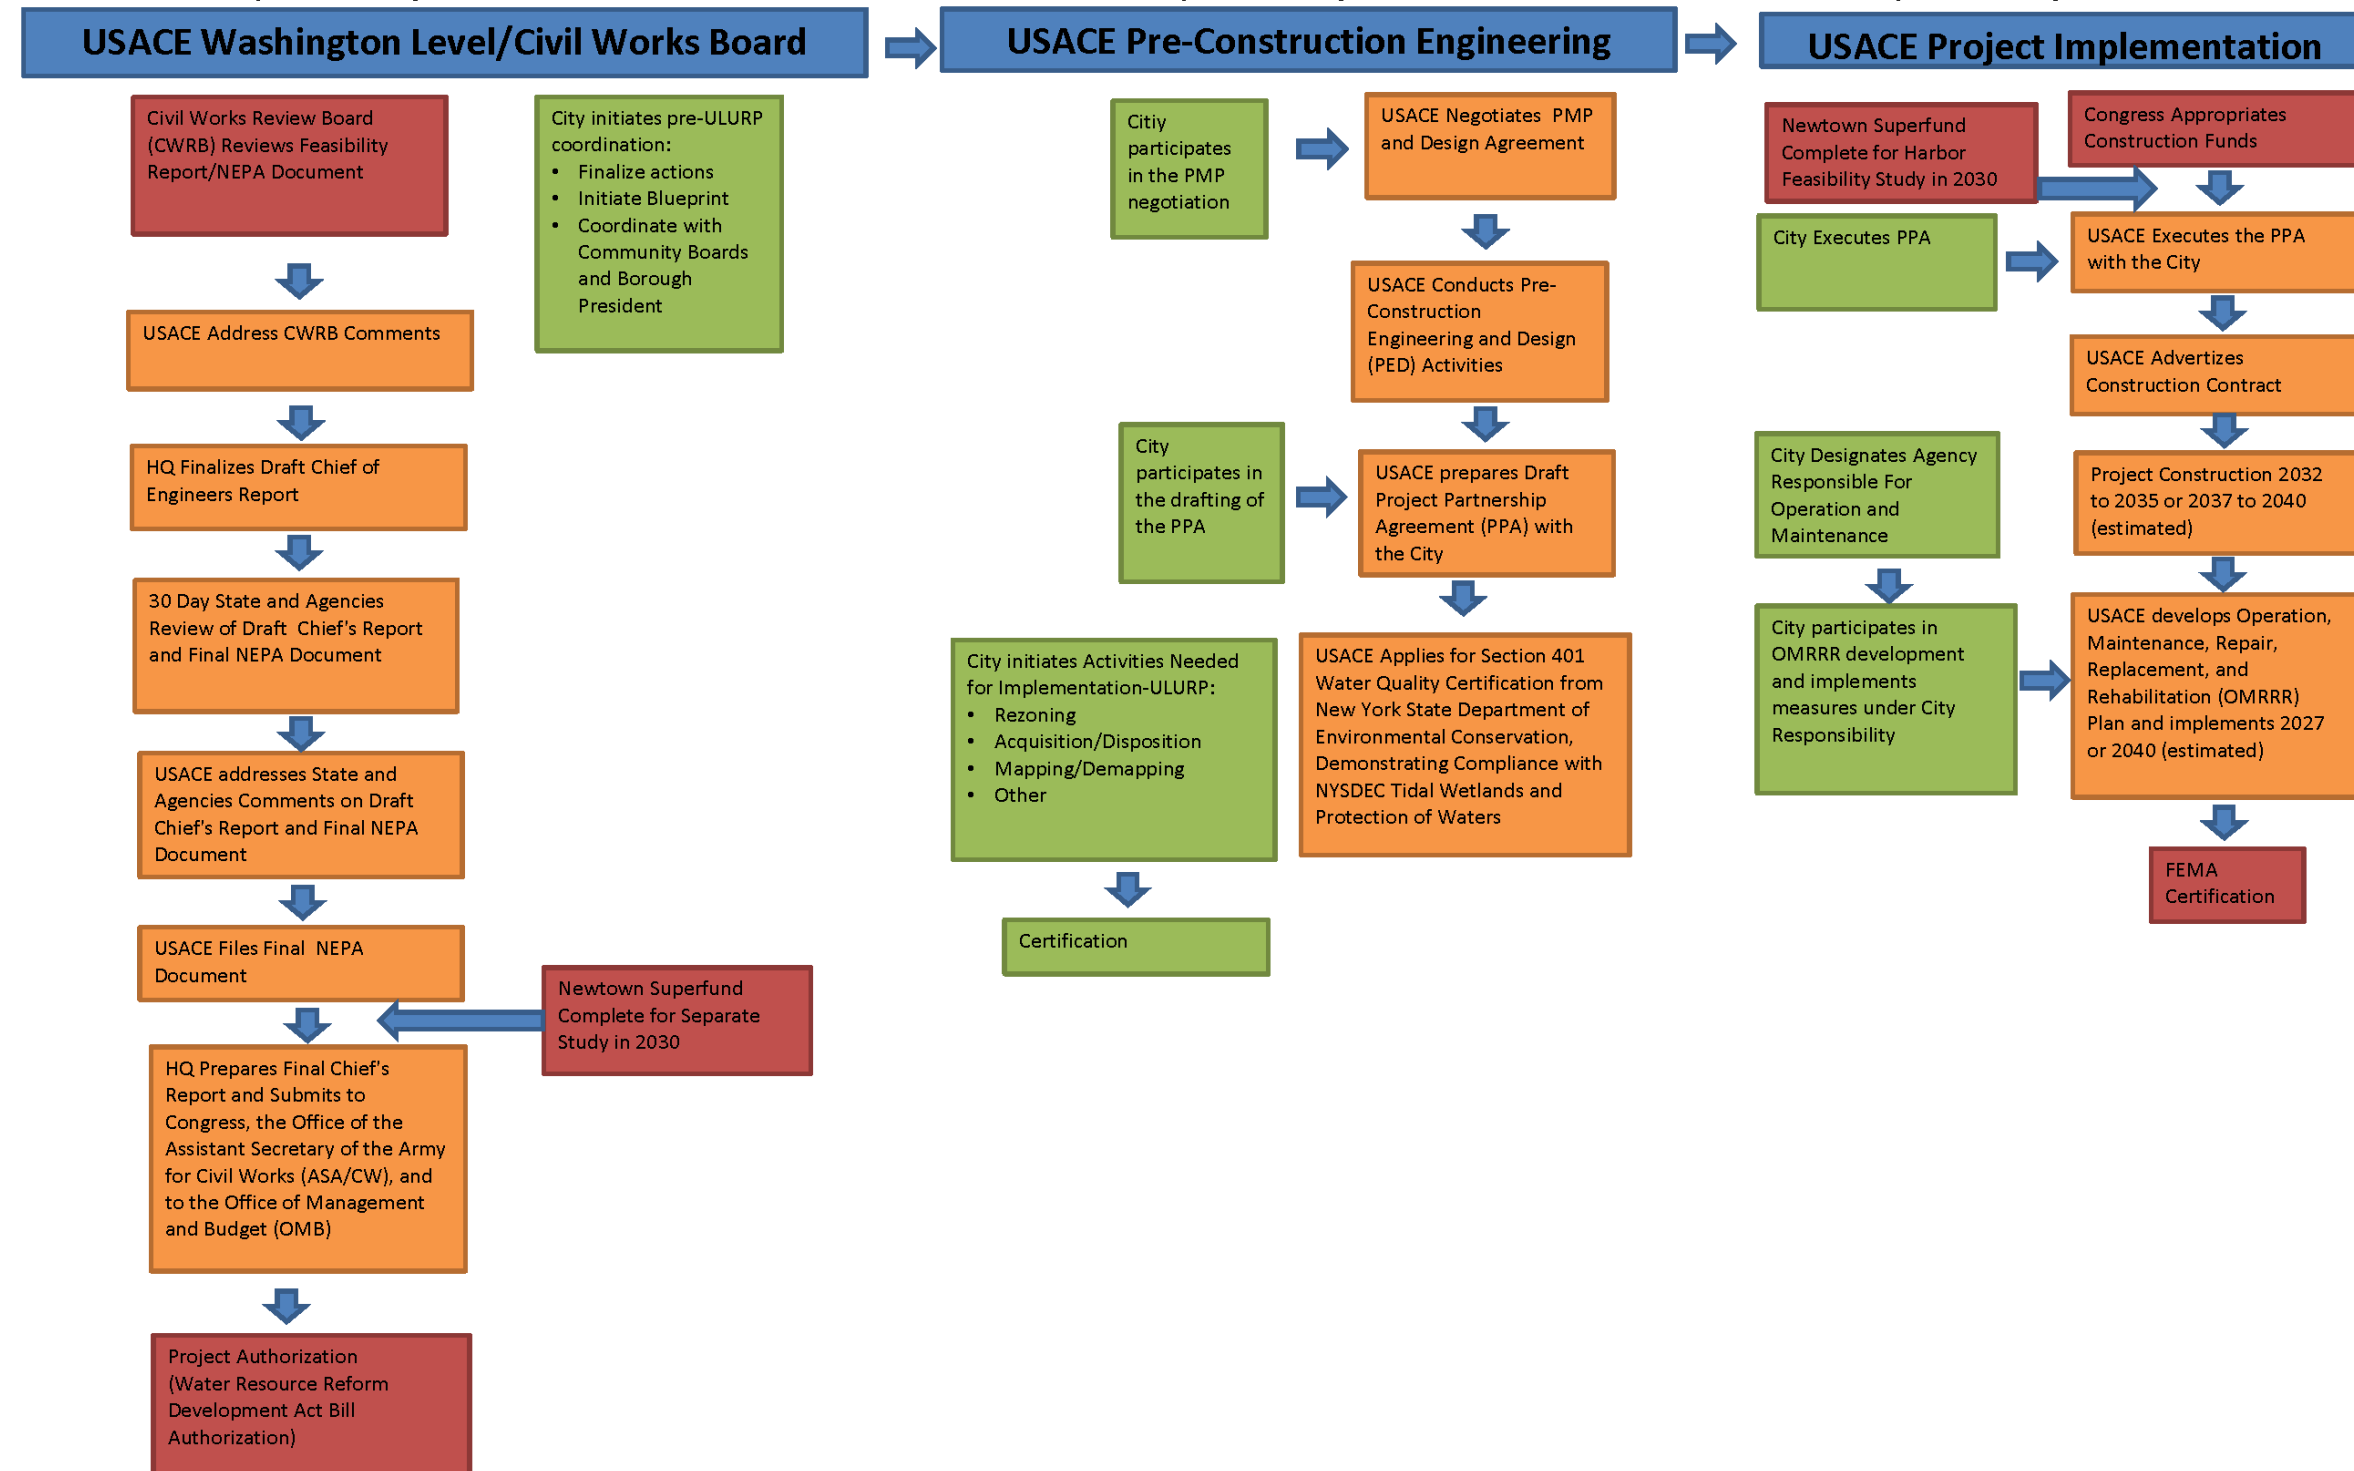 USACE Washington Level/Civil Works Board
Civil Works Review Board
(CWRB) Reviews Feasibility
Report/NEPA Document
USACE Address CWRB Comments
HQ Finalizes Draft Chief of
Engineers Report
30 Day State and Agencies
Review of Draft Chief's Report
and Final NEPA Document
USACE addresses State and
Agencies Comments on Draft
Chief's Report and Final NEPA
Document
USACE Files Final NEPA
Document
HQ Prepares Final Chief's
Report and Submits to
Congress, the Office of the
Assistant Secretary of the Army
for Civil Works (ASA/CW), and
to the Office of Management
and Budget (OMB)
Project Authorization
(Water Resource Reform
Development Act Bill
Authorization)
City initiates pre-ULURP
coordination:
• Finalize actions
• Initiate Blueprint
• Coordinate with
Community Boards
and Borough
President
Newtown Superfund
Complete for Separate
Study in 2030
USACE Pre-Construction Engineering
Citiy
participates
in the PMP
negotiation
USACE Negotiates PMP
and Design Agreement
USACE Conducts Pre-
Construction
Engineering and Design
(PED) Activities
City
participates in
the drafting of
the PPA
USACE prepares Draft
Project Partnership
Agreement (PPA) with
the City
City initiates Activities Needed
for Implementation-ULURP:
• Rezoning
• Acquisition/Disposition
• Mapping/Demapping
• Other
Certification
USACE Applies for Section 401
Water Quality Certification from
New York State Department of
Environmental Conservation,
Demonstrating Compliance with
NYSDEC Tidal Wetlands and
Protection of Waters
USACE Project Implementation
Newtown Superfund
Complete for Harbor
Feasibility Study in 2030
Congress Appropriates
Construction Funds
City Executes PPA
USACE Executes the PPA
with the City
USACE Advertizes
Construction Contract
City Designates Agency
Responsible For
Operation and
Maintenance
Project Construction 2032
to 2035 or 2037 to 2040
(estimated)
City participates in
OMRRR development
and implements
measures under City
Responsibility
USACE develops Operation,
Maintenance, Repair,
Replacement, and
Rehabilitation (OMRRR)
Plan and implements 2027
or 2040 (estimated)
FEMA
Certification